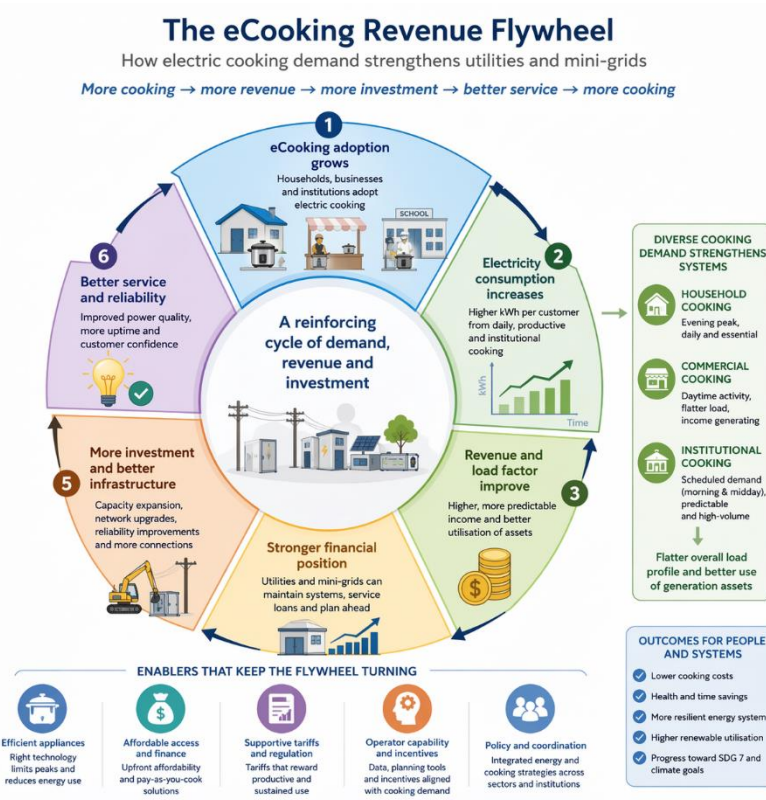 The eCooking Revenue Flywheel
How electric cooking demand strengthens utilities and mini-grids
More cooking → more revenue → more investment → better service → more cooking
1
eCooking adoption
grows
Households, businesses
and institutions adopt
electric cooking
SCHOOL
2
Electricity
consumption
increases
Higher kWh per customer
from daily, productive
and institutional
cooking
kWh
Time
3
Revenue and
load factor
improve
Higher, more predictable
income and better
utilisation of assets
$
Stronger financial
position
Utilities and mini-grids can
maintain systems, service
loans and plan ahead
5
More investment
and better
infrastructure
Capacity expansion,
network upgrades,
reliability improvements
and more connections
6
Better service
and reliability
Improved power quality,
more uptime and
customer confidence
A reinforcing
cycle of demand,
revenue and
investment
DIVERSE COOKING
DEMAND STRENGTHENS
SYSTEMS
HOUSEHOLD
COOKING
Evening peak,
daily and essential
COMMERCIAL
COOKING
Daytime activity,
flatter load,
income generating
INSTITUTIONAL
COOKING
Scheduled demand
(morning & midday),
predictable
and high-volume
Flatter overall load
profile and better use
of generation assets
OUTCOMES FOR PEOPLE
AND SYSTEMS
Lower cooking costs
Health and time savings
More resilient energy system
Higher renewable utilisation
Progress toward SDG 7 and
climate goals
ENABLERS THAT KEEP THE FLYWHEEL TURNING
Efficient appliances
Right technology
limits peaks and
reduces energy use
$
Affordable access
and finance
Upfront affordability
and pay-as-you-cook
solutions
Supportive tariffs
and regulation
Tariffs that reward
productive and
sustained use
Operator capability
and incentives
Data, planning tools
and incentives aligned
with cooking demand
Policy and coordination
Integrated energy and
cooking strategies across
sectors and institutions